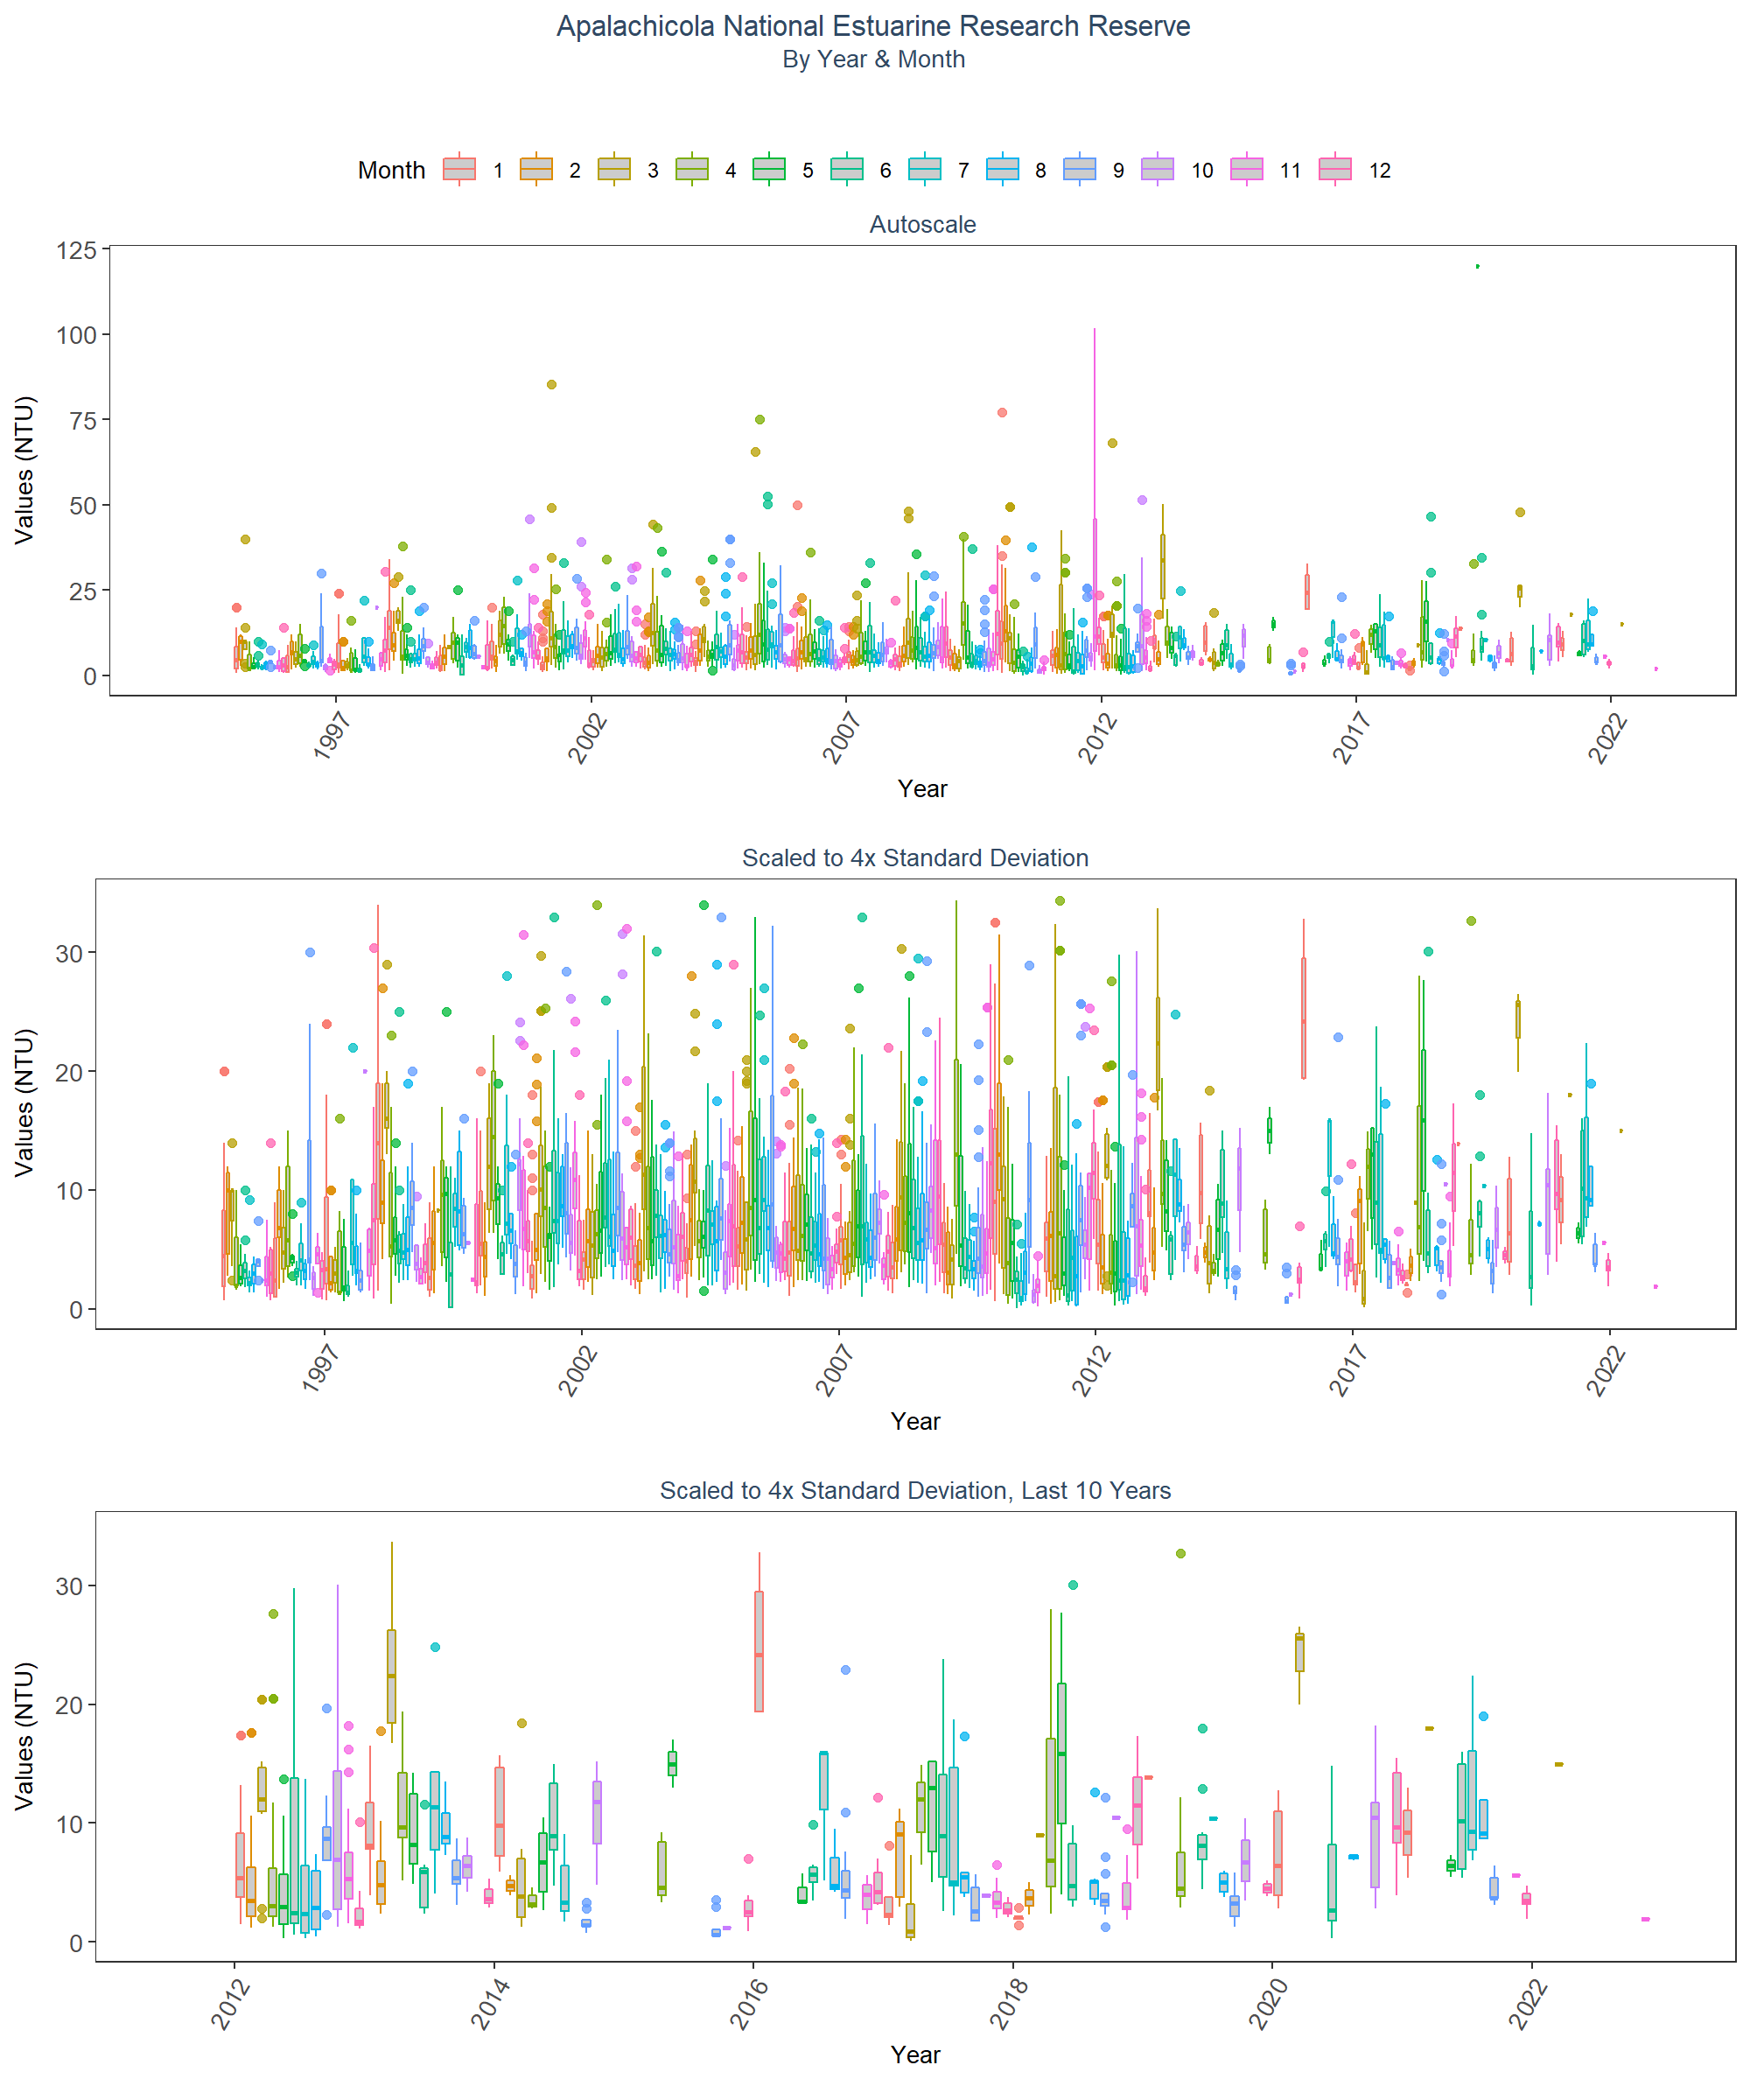 Apalachicola National Estuarine Research Reserve
By Year & Month
Month 1 2 3 4 5 6 7 8 9 10 11 12
Autoscale
Values (NTU)
125
100
75
50
25
0
1997 2002 2007 2012 2017 2022
Year
Scaled to 4x Standard Deviation
Values (NTU)
30
20
10
0
1997 2002 2007 2012 2017 2022
Year
Scaled to 4x Standard Deviation, Last 10 Years
Values (NTU)
30
20
10
0
2012 2014 2016 2018 2020 2022
Year